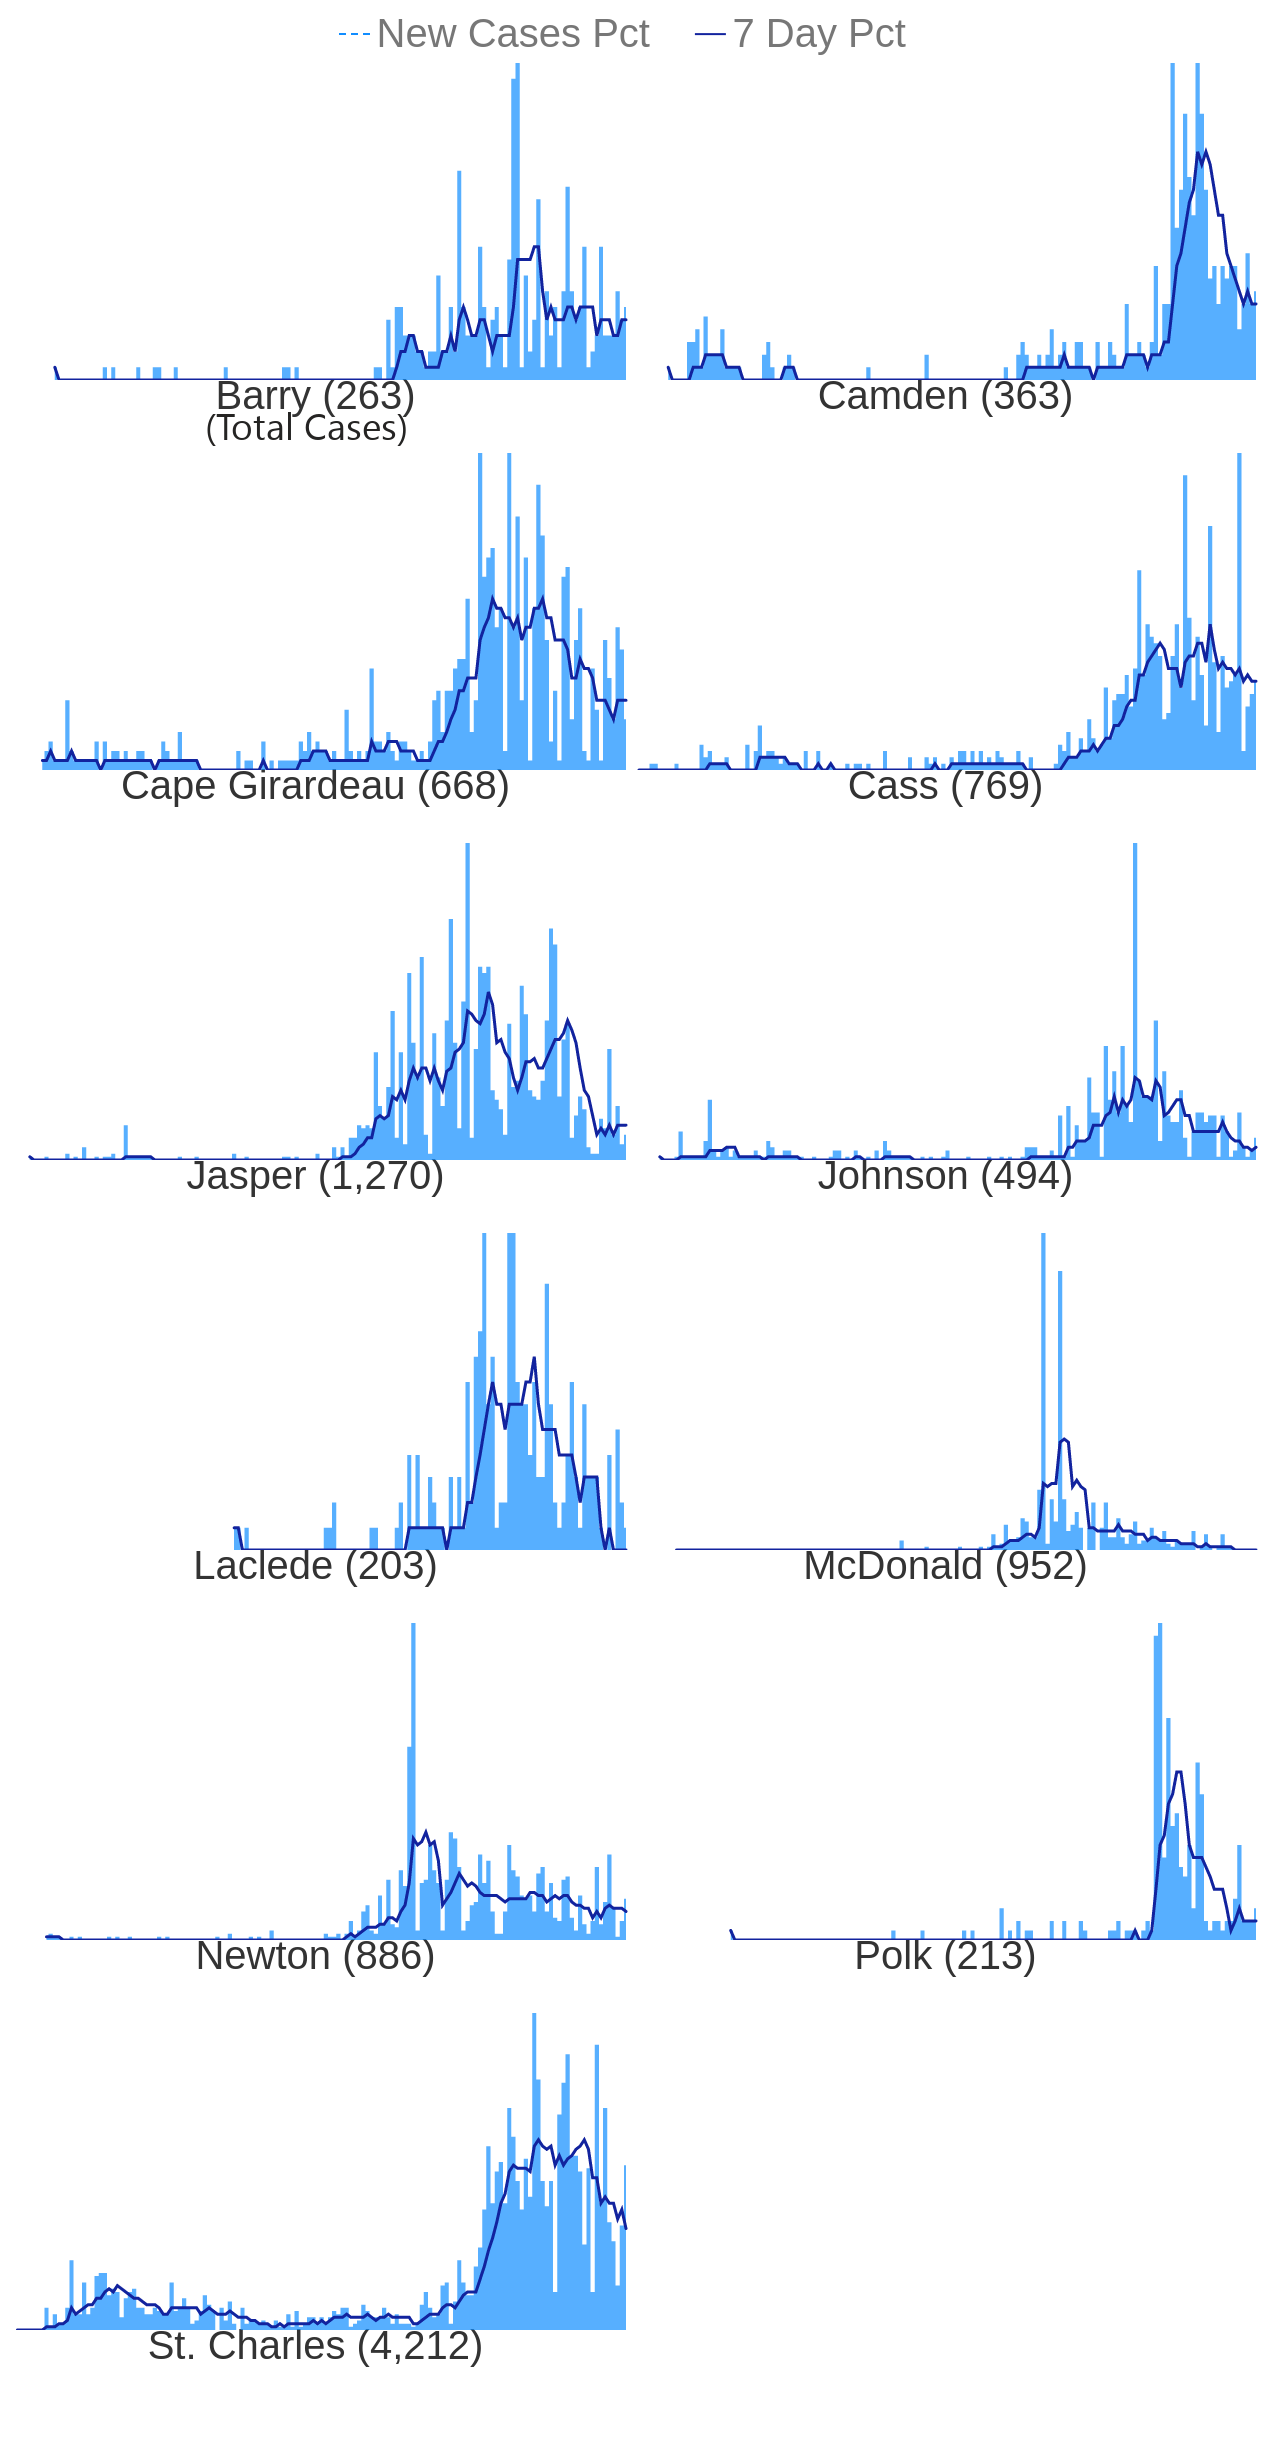 New Cases Pct 7 Day Pct
Barry (263) Camden (363)
(Total Cases)
Cape Girardeau (668) Cass (769)
Jasper (1,270) Johnson (494)
Laclede (203) McDonald (952)
Newton (886) Polk (213)
St. Charles (4,212)